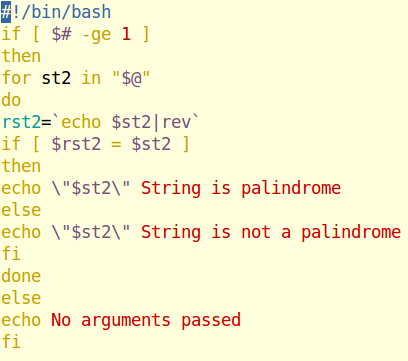 #!/bin/bash
if [ $# -ge 1 ]
then
for st2 in "$@"
do
rst2=`echo $st2|rev`
if [ $rst2 = $st2 ]
then
echo \"$st2\" String is palindrome
else
echo \"$st2\" String is not a palindrome
fi
done
else
echo No arguments passed
fi